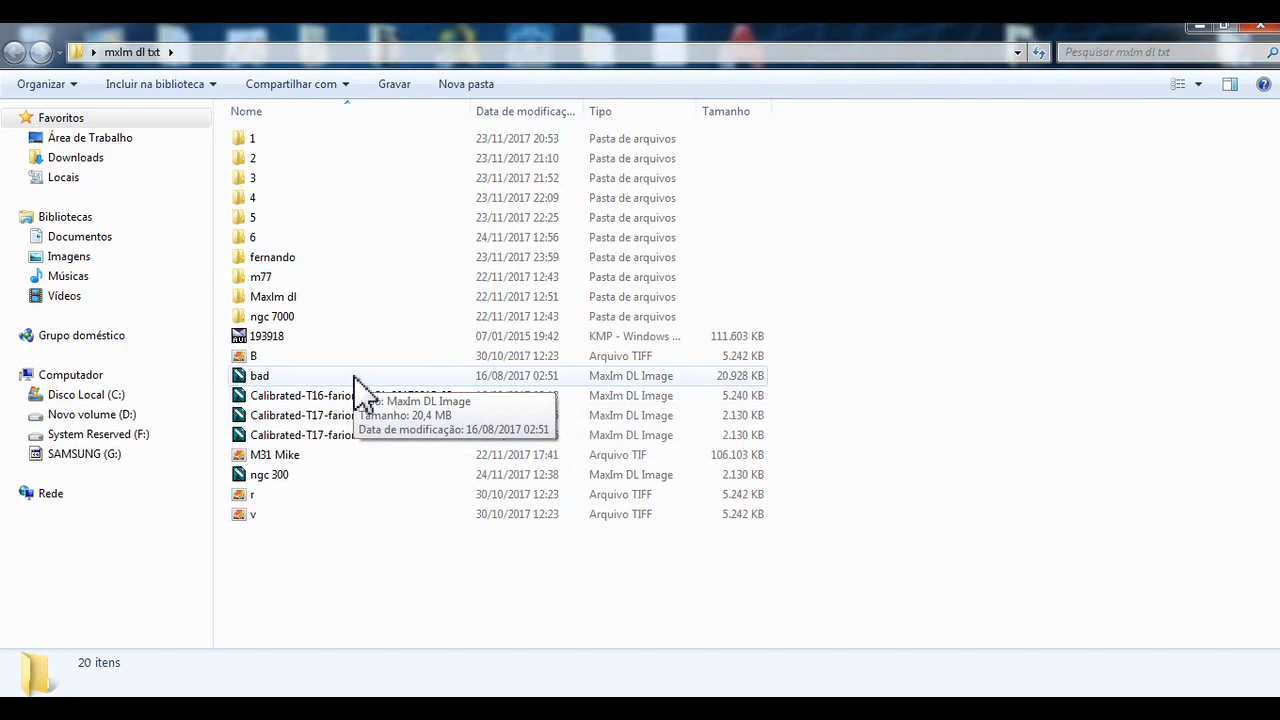 mxlm dl txt
Pesquisar mxlm dl txt
Organizar Incluir na biblioteca Compartilhar com Gravar Nova pasta
Nome Data de modificaç... Tipo Tamanho
Favoritos
Área de Trabalho
Downloads
Locais
Bibliotecas
Documentos
Imagens
Músicas
Vídeos
Grupo doméstico
Computador
Disco Local (C:)
Novo volume (D:)
System Reserved (F:)
SAMSUNG (G:)
Rede
1 23/11/2017 20:53 Pasta de arquivos
2 23/11/2017 21:10 Pasta de arquivos
3 23/11/2017 21:52 Pasta de arquivos
4 23/11/2017 22:09 Pasta de arquivos
5 23/11/2017 22:25 Pasta de arquivos
6 24/11/2017 12:56 Pasta de arquivos
fernando 23/11/2017 23:59 Pasta de arquivos
m77 22/11/2017 12:43 Pasta de arquivos
MaxIm dl 22/11/2017 12:51 Pasta de arquivos
ngc 7000 22/11/2017 12:43 Pasta de arquivos
193918 07/01/2015 19:42 KMP - Windows ... 111.603 KB
B 30/10/2017 12:23 Arquivo TIFF 5.242 KB
bad 16/08/2017 02:51 MaxIm DL Image 20.928 KB
Calibrated-T16-farion MaxIm DL Image 5.240 KB
Calibrated-T17-farion MaxIm DL Image 2.130 KB
Calibrated-T17-farion MaxIm DL Image 2.130 KB
MaxIm DL Image
Tamanho: 20,4 MB
Data de modificação: 16/08/2017 02:51
M31 Mike 22/11/2017 17:41 Arquivo TIF 106.103 KB
ngc 300 24/11/2017 12:38 MaxIm DL Image 2.130 KB
r 30/10/2017 12:23 Arquivo TIFF 5.242 KB
v 30/10/2017 12:23 Arquivo TIFF 5.242 KB
20 itens